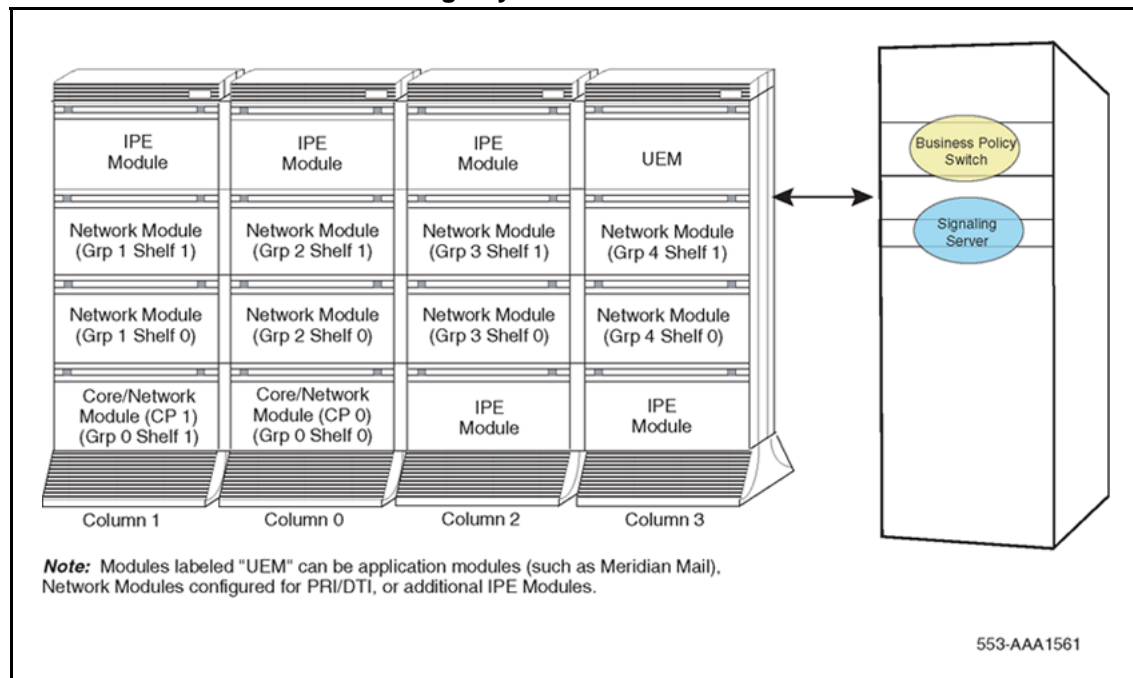 IPE
Module
IPE
Module
IPE
Module
UEM
Network Module
(Grp 1 Shelf 1)
Network Module
(Grp 2 Shelf 1)
Network Module
(Grp 3 Shelf 1)
Network Module
(Grp 4 Shelf 1)
Network Module
(Grp 1 Shelf 0)
Network Module
(Grp 2 Shelf 0)
Network Module
(Grp 3 Shelf 0)
Network Module
(Grp 4 Shelf 0)
Core/Network
Module (CP 1)
(Grp 0 Shelf 1)
Core/Network
Module (CP 0)
(Grp 0 Shelf 0)
IPE
Module
IPE
Module
Column 1
Column 0
Column 2
Column 3
Business Policy
Switch
Signaling
Server
Note: Modules labeled "UEM" can be application modules (such as Meridian Mail),
Network Modules configured for PRI/DTI, or additional IPE Modules.
553-AAA1561